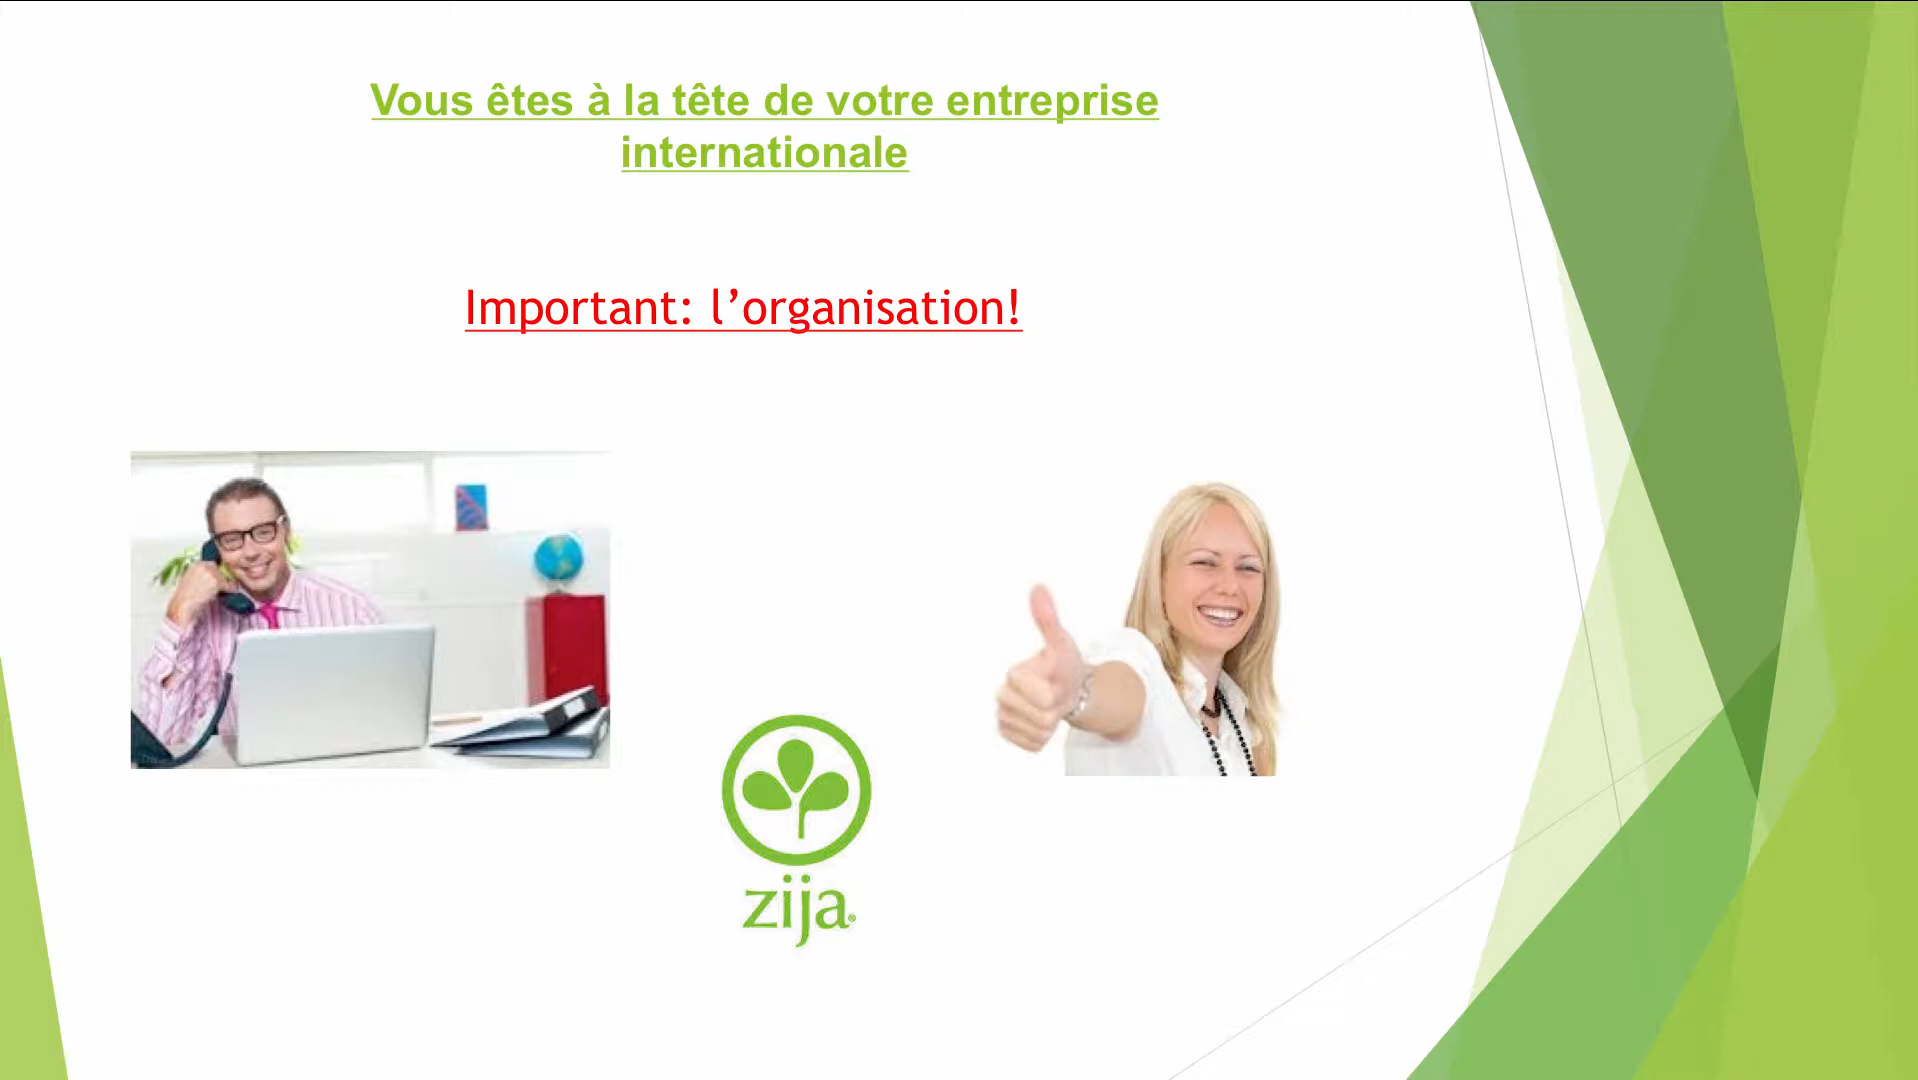 Vous êtes à la tête de votre entreprise
internationale
Important: l’organisation!
zija